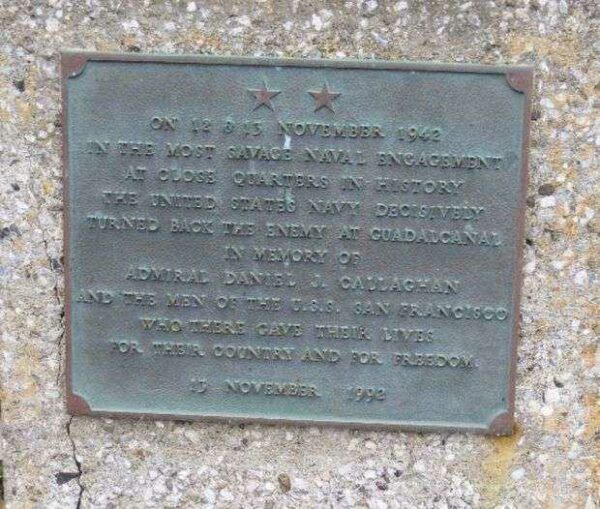 ON 12 & 13 NOVEMBER 1942
IN THE MOST SAVAGE NAVAL ENGAGEMENT
AT CLOSE QUARTERS IN HISTORY
THE UNITED STATES NAVY DECISIVELY
TURNED BACK THE ENEMY AT GUADALCANAL
IN MEMORY OF
ADMIRAL DANIEL J. CALLAGHAN
AND THE MEN OF THE U.S.S. SAN FRANCISCO
WHO THERE GAVE THEIR LIVES
FOR THEIR COUNTRY AND FOR FREEDOM.
13 NOVEMBER 1992